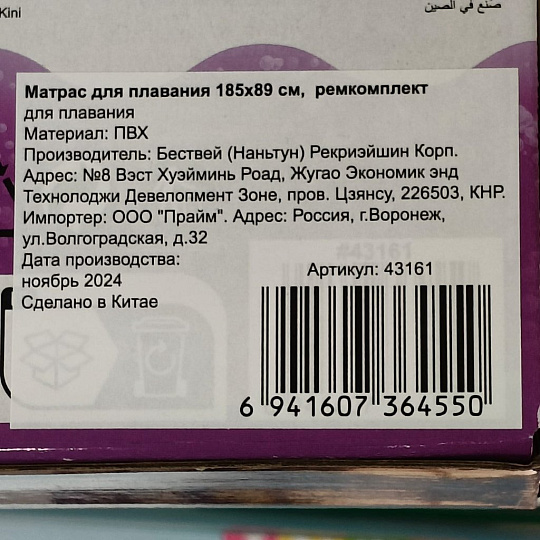 Kini
صنع في الصين
Матрас для плавания 185х89 см, ремкомплект
для плавания
Материал: ПВХ
Производитель: Бествей (Наньтун) Рекриэйшин Корп.
Адрес: №8 Вэст Хуэйминь Роад, Жугао Экономик энд
Технолоджи Девелопмент Зоне, пров. Цзянсу, 226503, КНР.
Импортер: ООО "Прайм". Адрес: Россия, г.Воронеж,
ул.Волгоградская, д.32
Дата производства:
ноябрь 2024
Сделано в Китае
#43161
Артикул: 43161
6 941607 364550